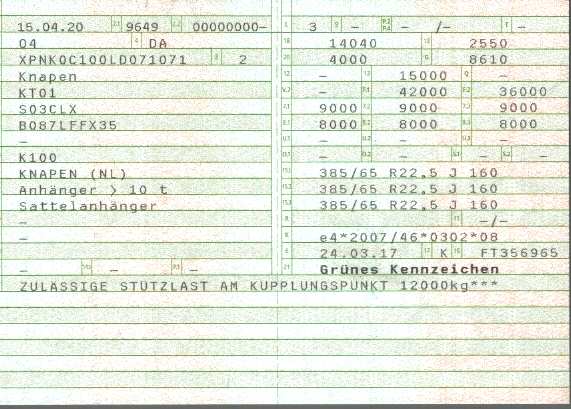 15.04.20 9649 00000000- 3 - - /- -
04 DA 14040 2550
XPNK0C100LD071071 2 4000 8610
Knapen - 15000 -
KT01 - 42000 36000
S03CLX 9000 9000 9000
B087LFFX35 8000 8000 8000
- - - -
K100 - - - -
KNAPEN (NL) 385/65 R22.5 J 160
Anhänger > 10 t 385/65 R22.5 J 160
Sattelanhänger 385/65 R22.5 J 160
- -/-
- e4*2007/46*0302*08
24.03.17 K FT356965
- - - Grünes Kennzeichen
ZULÄSSIGE STÜTZLAST AM KUPPLUNGSPUNKT 12000kg***